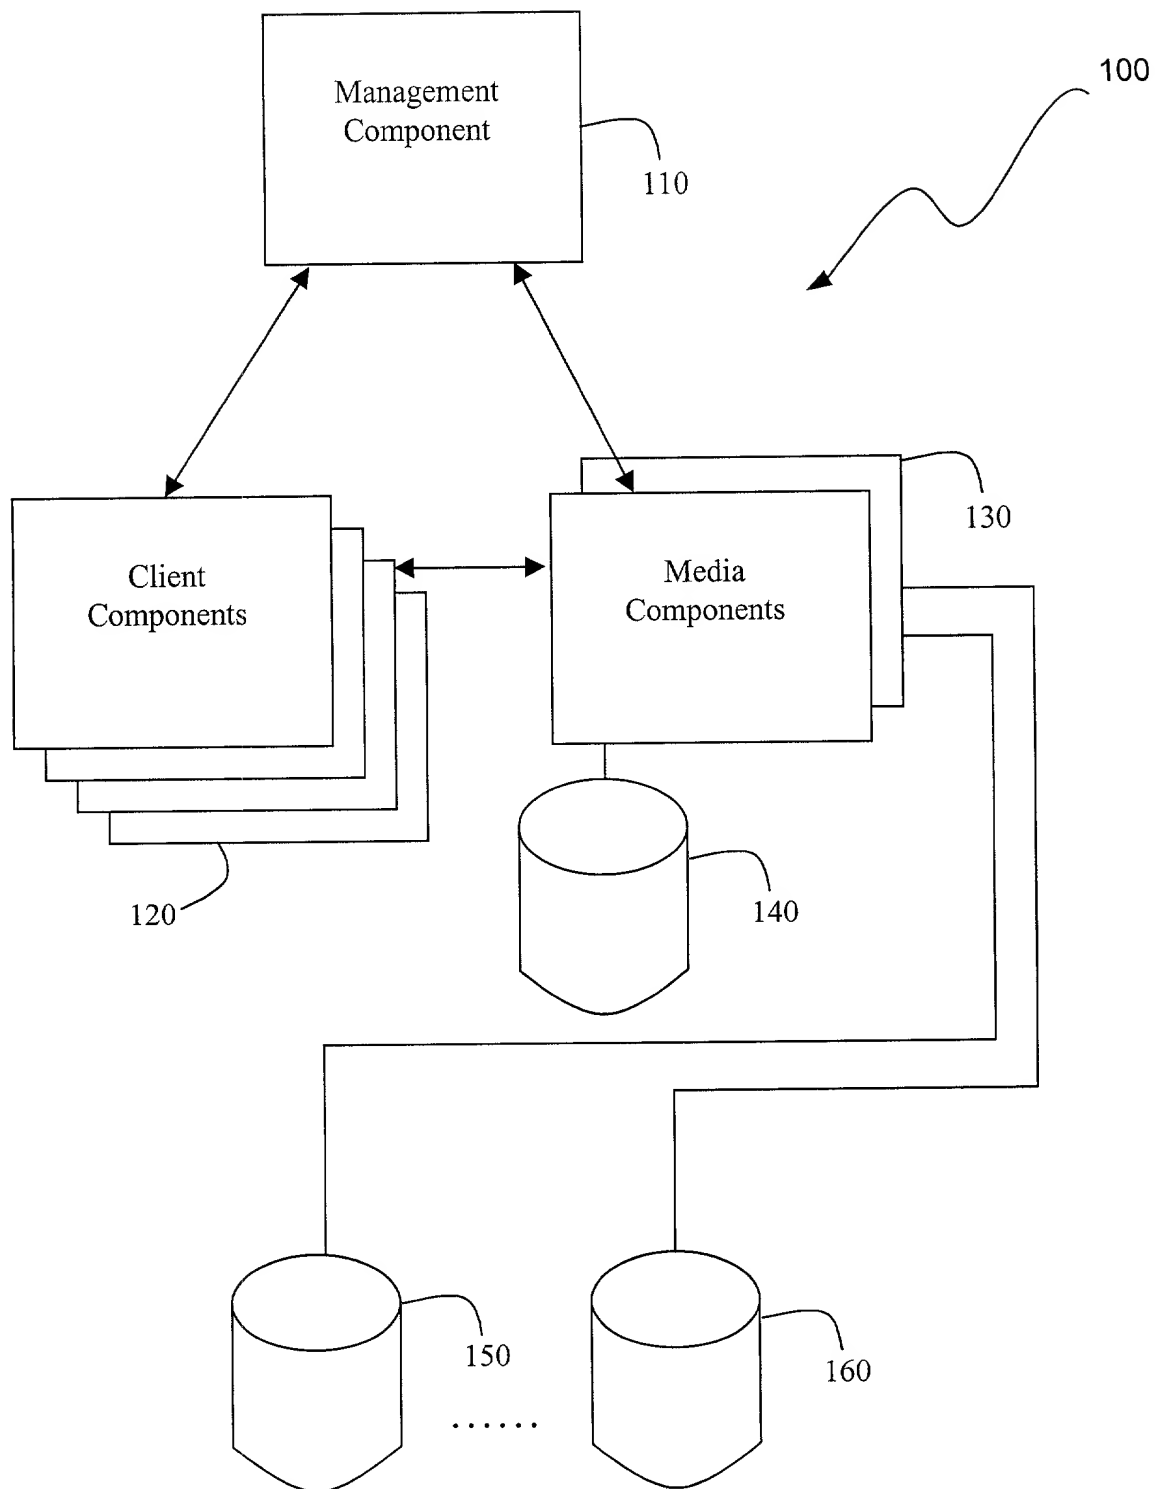 100
Management
Component
110
130
Client
Components
Media
Components
120
140
150
160
......